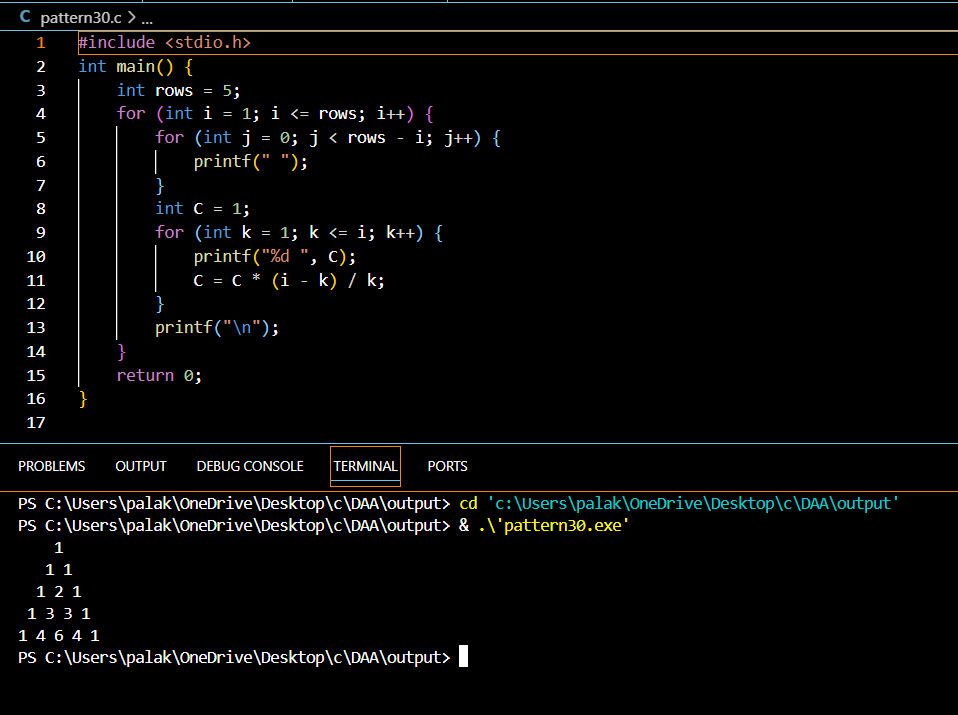 C pattern30.c > ...
1 #include <stdio.h>
2 int main() {
3     int rows = 5;
4     for (int i = 1; i <= rows; i++) {
5         for (int j = 0; j < rows - i; j++) {
6             printf(" ");
7         }
8         int C = 1;
9         for (int k = 1; k <= i; k++) {
10             printf("%d ", C);
11             C = C * (i - k) / k;
12         }
13         printf("\n");
14     }
15     return 0;
16 }
17
PROBLEMS OUTPUT DEBUG CONSOLE TERMINAL PORTS
PS C:\Users\palak\OneDrive\Desktop\c\DAA\output> cd 'c:\Users\palak\OneDrive\Desktop\c\DAA\output'
PS C:\Users\palak\OneDrive\Desktop\c\DAA\output> & .\'pattern30.exe'
    1
   1 1
  1 2 1
 1 3 3 1
1 4 6 4 1
PS C:\Users\palak\OneDrive\Desktop\c\DAA\output>